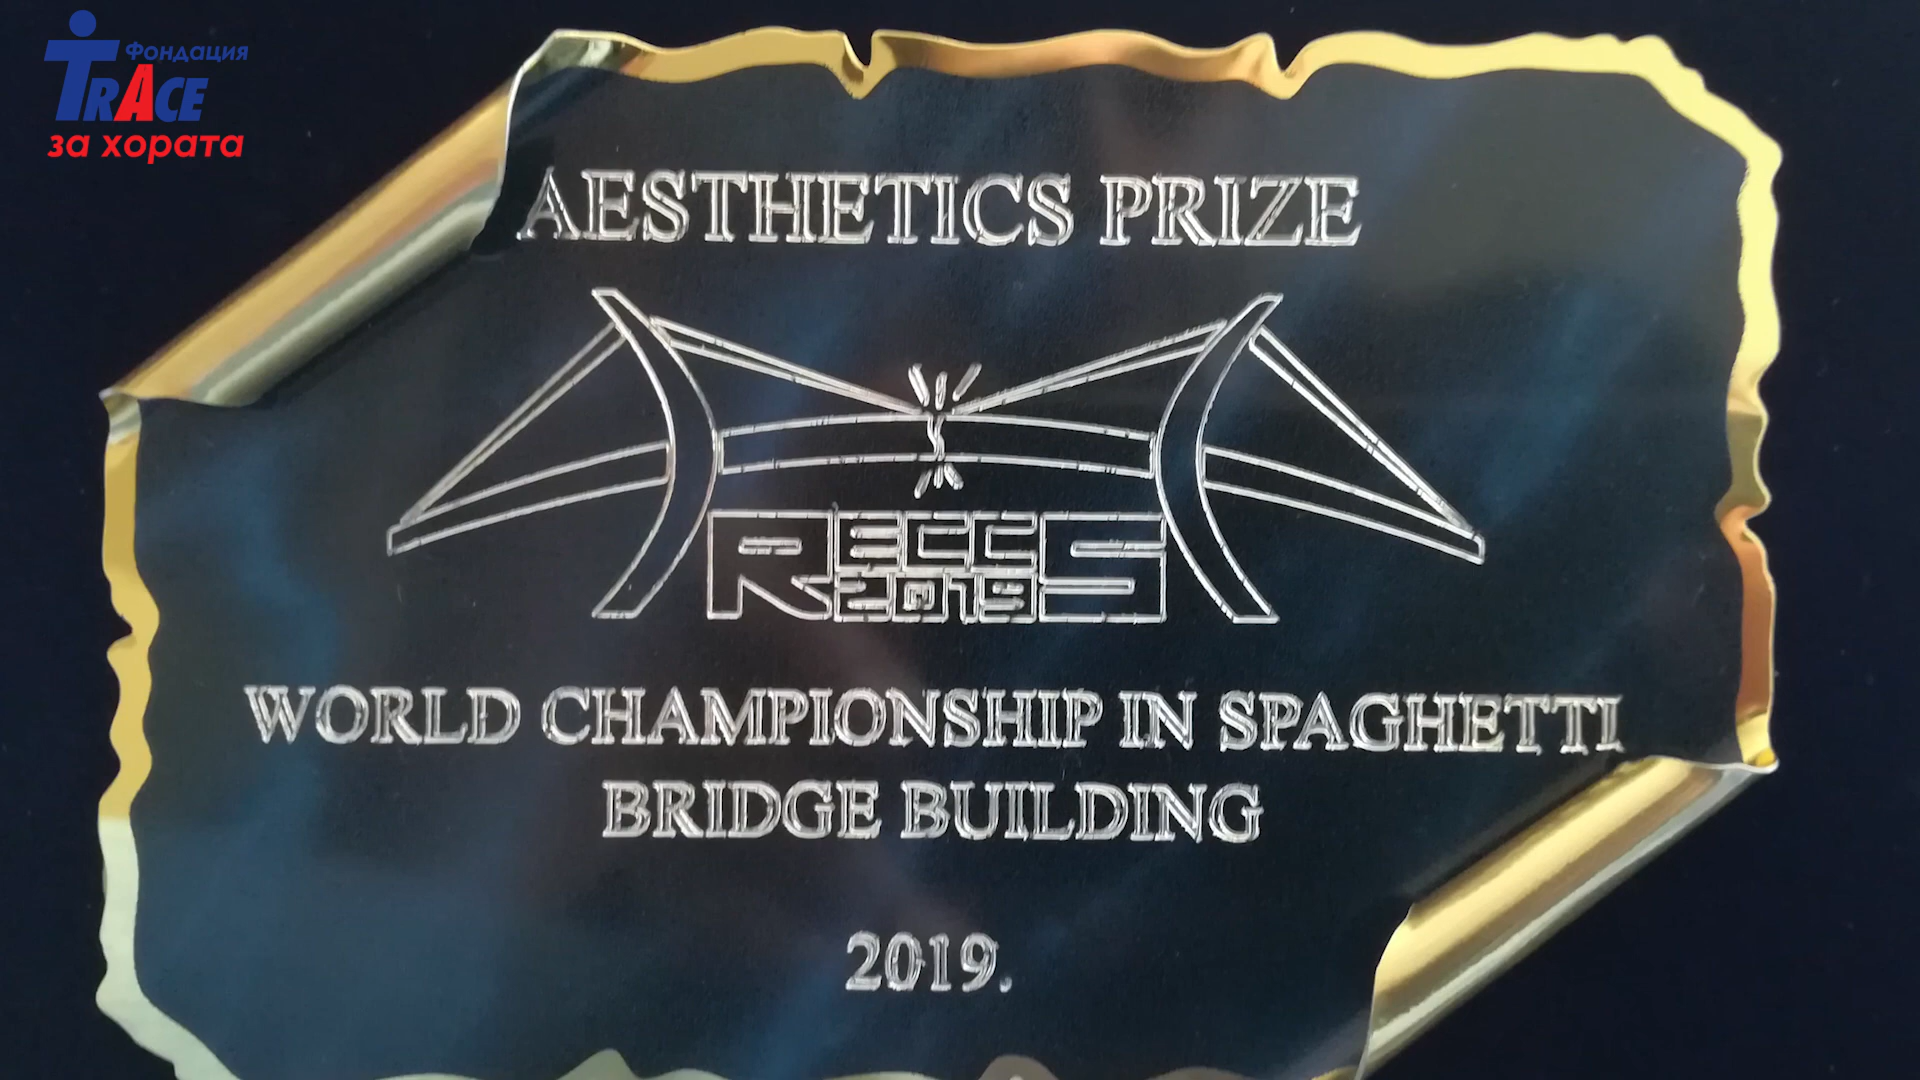 Фондация
TRACE
за хората
AESTHETICS PRIZE
RECCS
2019
WORLD CHAMPIONSHIP IN SPAGHETTI
BRIDGE BUILDING
2019.